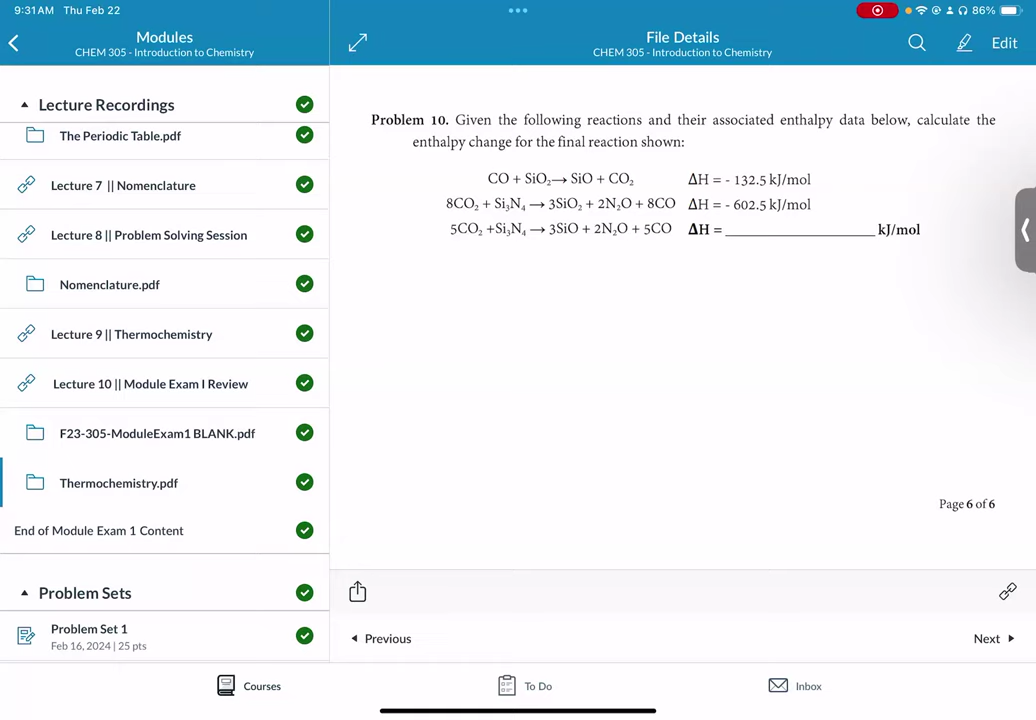 9:31AM Thu Feb 22
86%
Modules
CHEM 305 - Introduction to Chemistry
File Details
CHEM 305 - Introduction to Chemistry
Edit
Lecture Recordings
The Periodic Table.pdf
Lecture 7 || Nomenclature
Lecture 8 || Problem Solving Session
Nomenclature.pdf
Lecture 9 || Thermochemistry
Lecture 10 || Module Exam I Review
F23-305-ModuleExam1 BLANK.pdf
Thermochemistry.pdf
End of Module Exam 1 Content
Problem Sets
Problem Set 1
Feb 16, 2024 | 25 pts
Problem 10. Given the following reactions and their associated enthalpy data below, calculate the
enthalpy change for the final reaction shown:
CO + SiO₂→ SiO + CO₂ ΔH = - 132.5 kJ/mol
8CO₂ + Si₃N₄ → 3SiO₂ + 2N₂O + 8CO ΔH = - 602.5 kJ/mol
5CO₂ +Si₃N₄ → 3SiO + 2N₂O + 5CO ΔH = ____________________ kJ/mol
Page 6 of 6
Previous
Next
Courses
To Do
Inbox